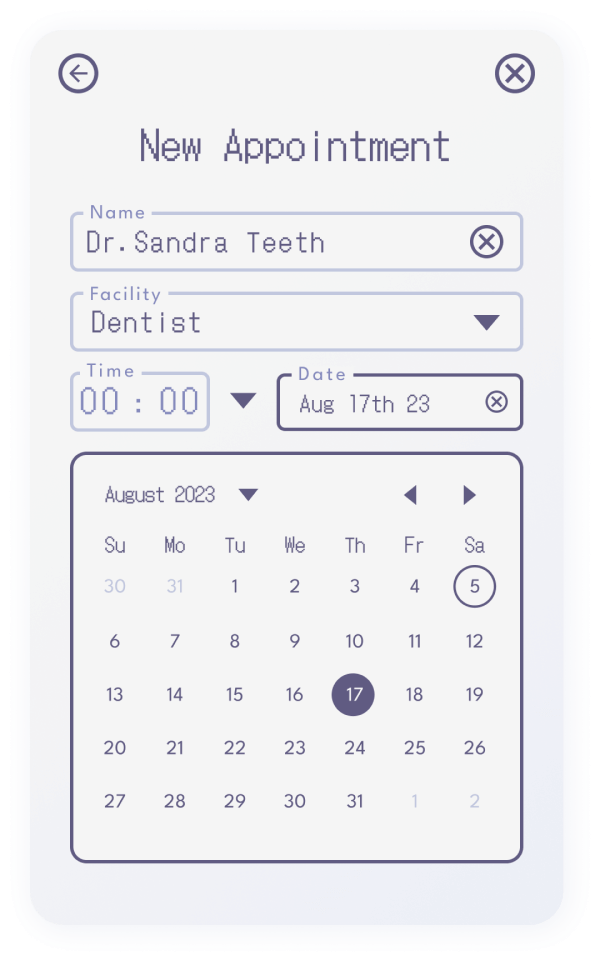 New Appointment
Name
Dr.Sandra Teeth
Facility
Dentist
Time
00 : 00
Date
Aug 17th 23
August 2023
Su Mo Tu We Th Fr Sa
30 31 1 2 3 4 5
6 7 8 9 10 11 12
13 14 15 16 17 18 19
20 21 22 23 24 25 26
27 28 29 30 31 1 2